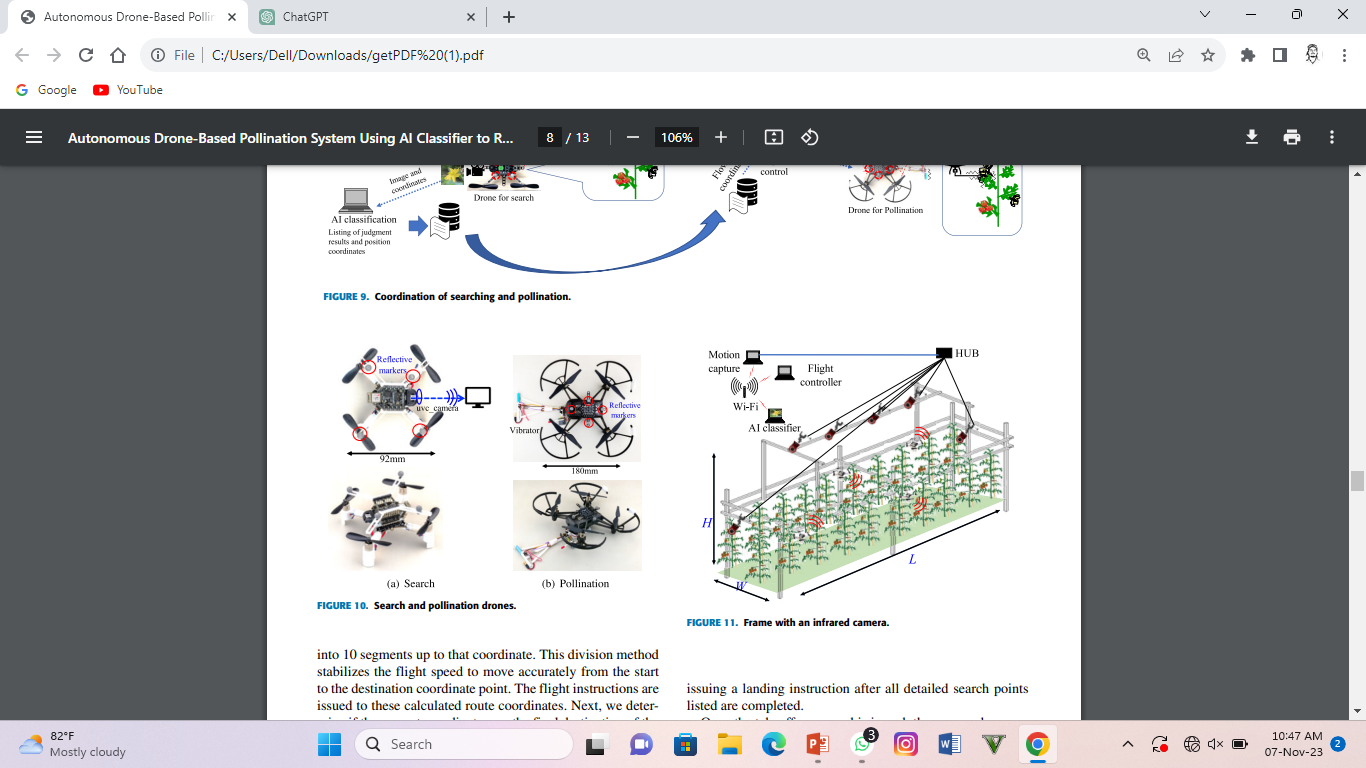 Autonomous Drone-Based Pollin
ChatGPT
File
C:/Users/Dell/Downloads/getPDF%20(1).pdf
Google
YouTube
Autonomous Drone-Based Pollination System Using AI Classifier to R...
8 / 13
106%
Image and
coordinates
AI classification
Listing of judgment
results and position
coordinates
Drone for search
control
Drone for Pollination
FIGURE 9. Coordination of searching and pollination.
Reflective
markers
uvc_camera
92mm
Reflective
markers
Vibrator
180mm
(a) Search
(b) Pollination
FIGURE 10. Search and pollination drones.
Motion
capture
HUB
Flight
controller
Wi-Fi
AI classifier
H
W
L
FIGURE 11. Frame with an infrared camera.
into 10 segments up to that coordinate. This division method
stabilizes the flight speed to move accurately from the start
to the destination coordinate point. The flight instructions are
issued to these calculated route coordinates. Next, we deter-
issuing a landing instruction after all detailed search points
listed are completed.
82°F
Mostly cloudy
Search
3
10:47 AM
07-Nov-23
2